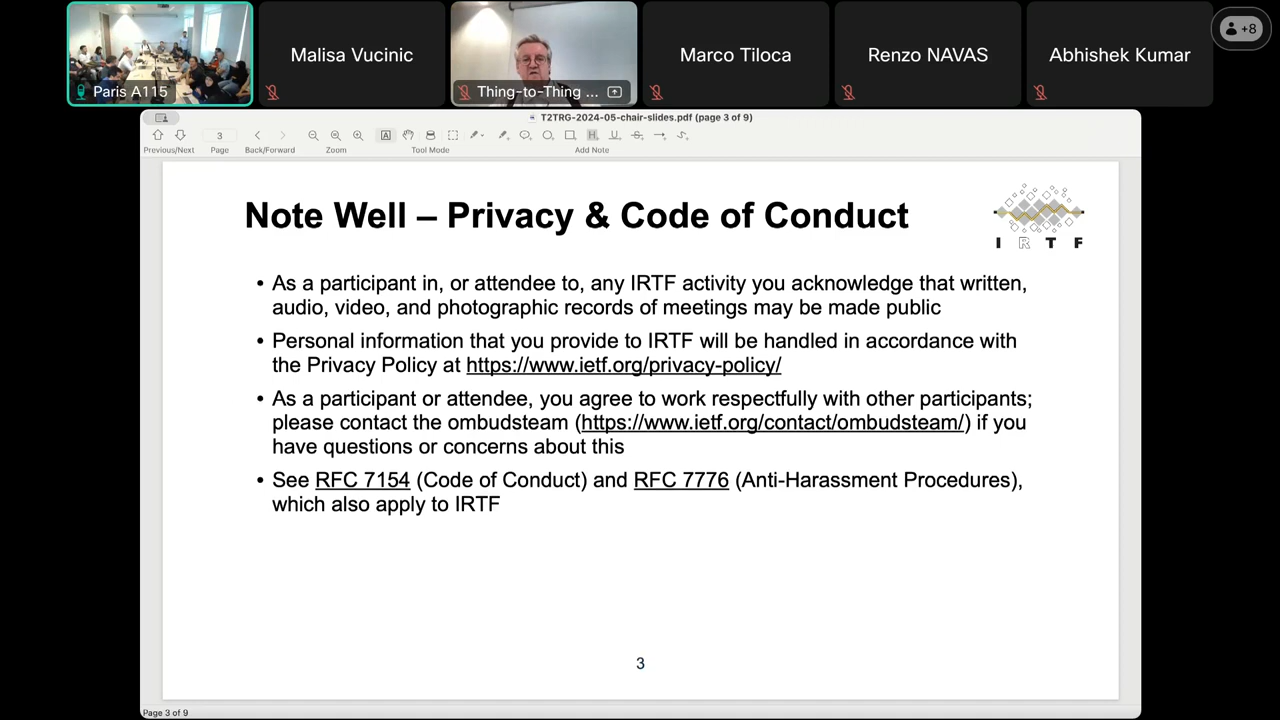 Paris A115
Malisa Vucinic
Thing-to-Thing ...
Marco Tiloca
Renzo NAVAS
Abhishek Kumar
+8
T2TRG-2024-05-chair-slides.pdf (page 3 of 9)
3
A
H
U
S
Previous/Next
Page
Back/Forward
Zoom
Tool Mode
Add Note
Note Well – Privacy & Code of Conduct
I R T F
• As a participant in, or attendee to, any IRTF activity you acknowledge that written,
audio, video, and photographic records of meetings may be made public
• Personal information that you provide to IRTF will be handled in accordance with
the Privacy Policy at https://www.ietf.org/privacy-policy/
• As a participant or attendee, you agree to work respectfully with other participants;
please contact the ombudsteam (https://www.ietf.org/contact/ombudsteam/) if you
have questions or concerns about this
• See RFC 7154 (Code of Conduct) and RFC 7776 (Anti-Harassment Procedures),
which also apply to IRTF
3
Page 3 of 9